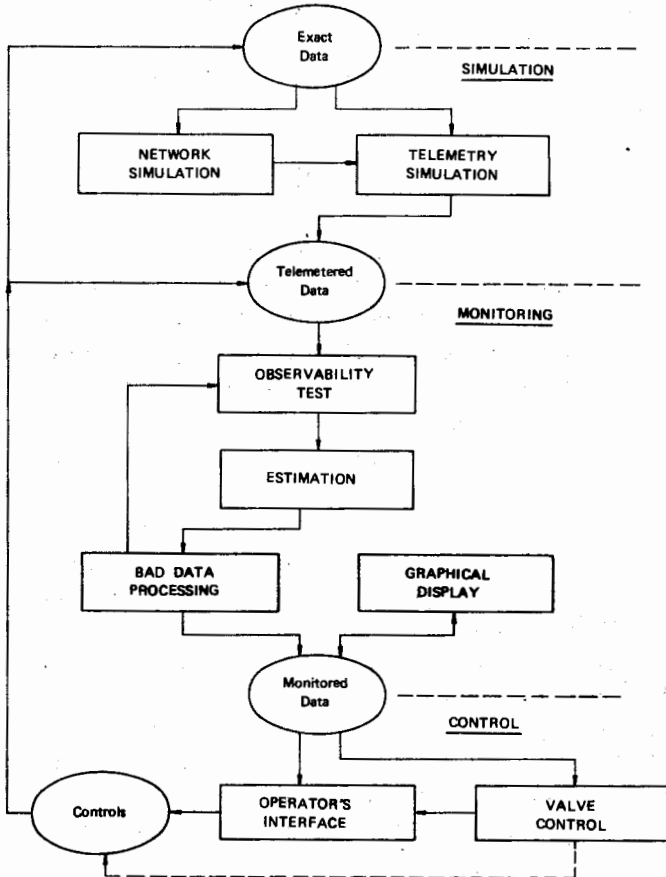 Exact
Data
SIMULATION
NETWORK
SIMULATION
TELEMETRY
SIMULATION
Telemetered
Data
MONITORING
OBSERVABILITY
TEST
ESTIMATION
BAD DATA
PROCESSING
GRAPHICAL
DISPLAY
Monitored
Data
CONTROL
Controls
OPERATOR'S
INTERFACE
VALVE
CONTROL